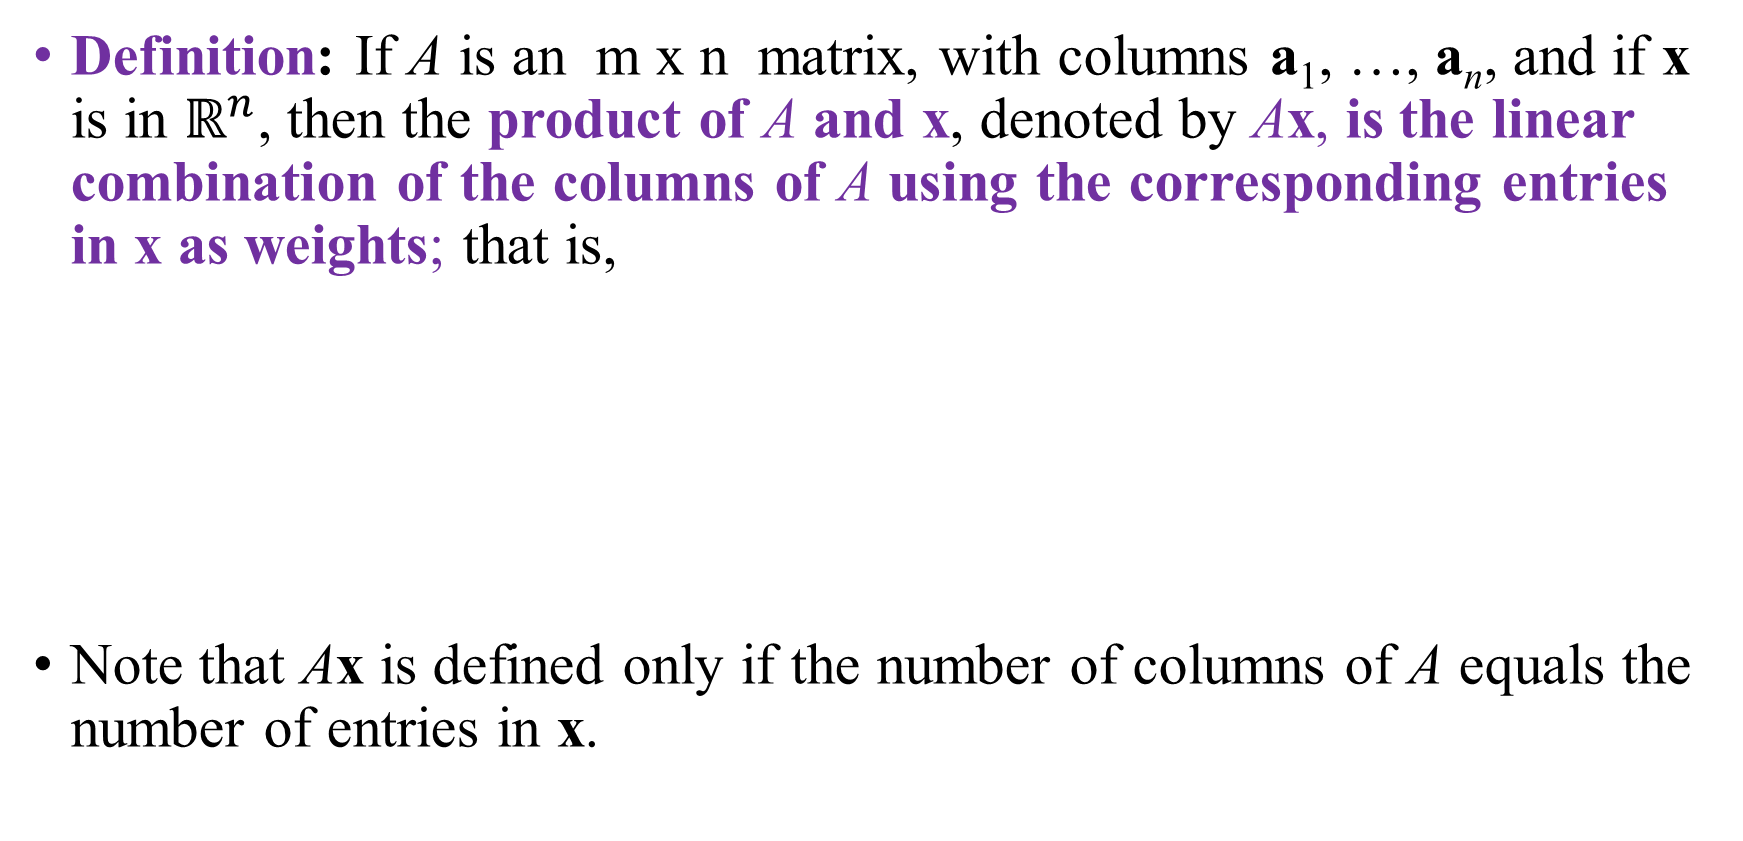 • Definition: If A is an m x n matrix, with columns a₁, …, aₙ, and if x
is in ℝⁿ, then the product of A and x, denoted by Ax, is the linear
combination of the columns of A using the corresponding entries
in x as weights; that is,
• Note that Ax is defined only if the number of columns of A equals the
number of entries in x.